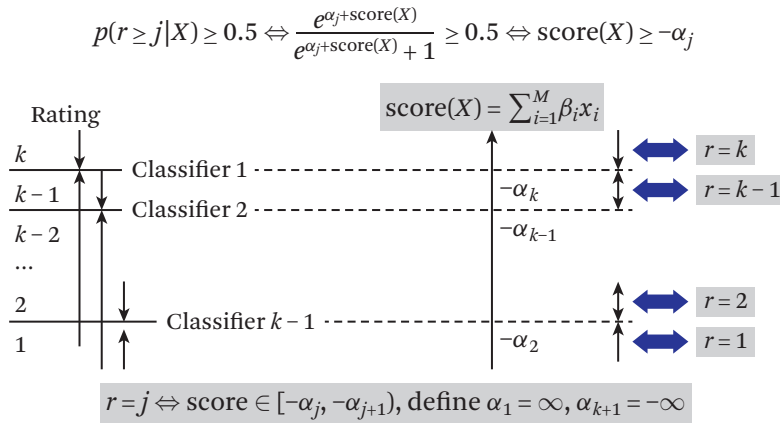 p(r ≥ j|X) ≥ 0.5 ⇔ e^{α_j+score(X)} / (e^{α_j+score(X)} + 1) ≥ 0.5 ⇔ score(X) ≥ −α_j
Rating
score(X) = ∑_{i=1}^{M} β_i x_i
k
r = k
Classifier 1
k − 1
−α_k
r = k − 1
Classifier 2
k − 2
−α_{k−1}
...
2
r = 2
Classifier k − 1
1
−α_2
r = 1
r = j ⇔ score ∈ [−α_j, −α_{j+1}), define α_1 = ∞, α_{k+1} = −∞